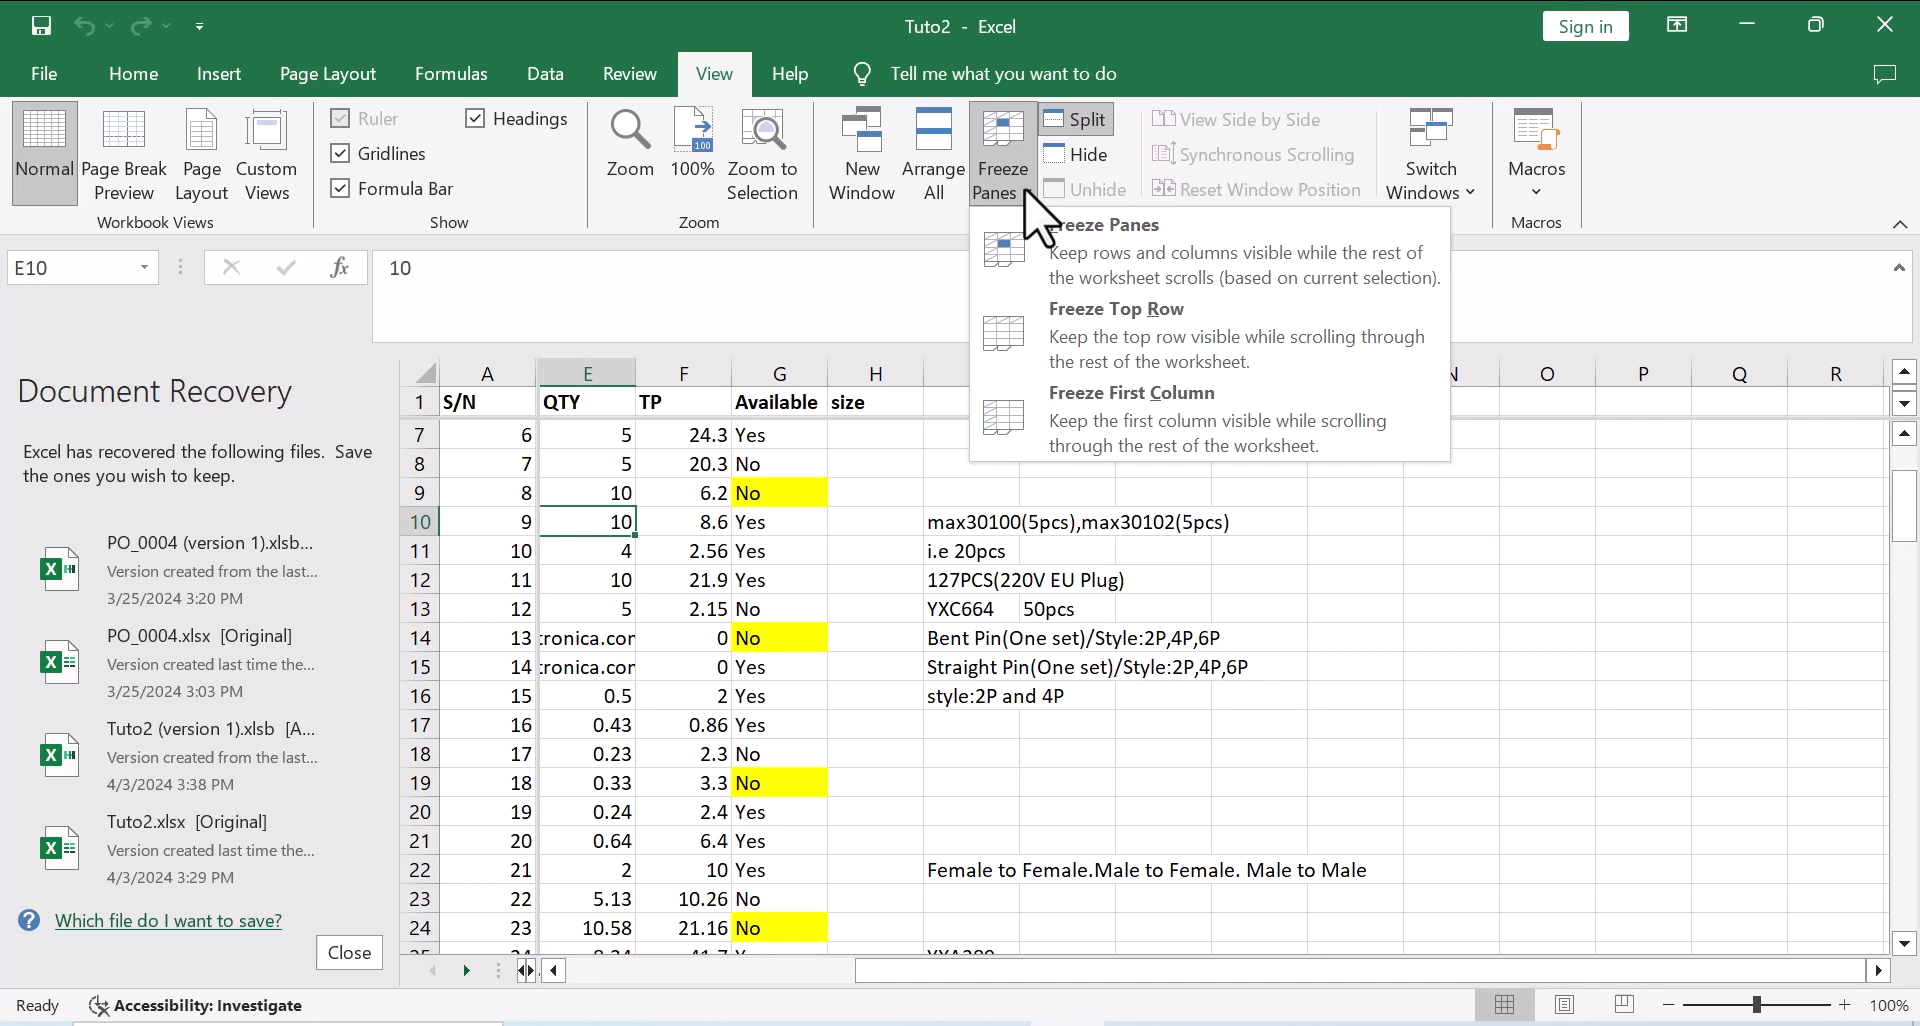 Tuto2 - Excel
Sign in
File Home Insert Page Layout Formulas Data Review View Help Tell me what you want to do
Normal
Page Break Preview
Page Layout
Custom Views
Workbook Views
Ruler
Headings
Gridlines
Formula Bar
Show
Zoom
100
100%
Zoom to Selection
Zoom
New Window
Arrange All
Freeze Panes
Split
Hide
Unhide
View Side by Side
Synchronous Scrolling
Reset Window Position
Switch Windows
Macros
Macros
Freeze Panes
Keep rows and columns visible while the rest of
the worksheet scrolls (based on current selection).
Freeze Top Row
Keep the top row visible while scrolling through
the rest of the worksheet.
Freeze First Column
Keep the first column visible while scrolling
through the rest of the worksheet.
E10
fx
10
Document Recovery
Excel has recovered the following files. Save
the ones you wish to keep.
PO_0004 (version 1).xlsb...
Version created from the last...
3/25/2024 3:20 PM
PO_0004.xlsx [Original]
Version created last time the...
3/25/2024 3:03 PM
Tuto2 (version 1).xlsb [A...
Version created from the last...
4/3/2024 3:38 PM
Tuto2.xlsx [Original]
Version created last time the...
4/3/2024 3:29 PM
Which file do I want to save?
Close
A E F G H N O P Q R
1 S/N QTY TP Available size
7 6 5 24.3 Yes
8 7 5 20.3 No
9 8 10 6.2 No
10 9 10 8.6 Yes max30100(5pcs),max30102(5pcs)
11 10 4 2.56 Yes i.e 20pcs
12 11 10 21.9 Yes 127PCS(220V EU Plug)
13 12 5 2.15 No YXC664 50pcs
14 13 tronica.con 0 No Bent Pin(One set)/Style:2P,4P,6P
15 14 tronica.con 0 Yes Straight Pin(One set)/Style:2P,4P,6P
16 15 0.5 2 Yes style:2P and 4P
17 16 0.43 0.86 Yes
18 17 0.23 2.3 No
19 18 0.33 3.3 No
20 19 0.24 2.4 Yes
21 20 0.64 6.4 Yes
22 21 2 10 Yes Female to Female.Male to Female. Male to Male
23 22 5.13 10.26 No
24 23 10.58 21.16 No
Ready Accessibility: Investigate
100%